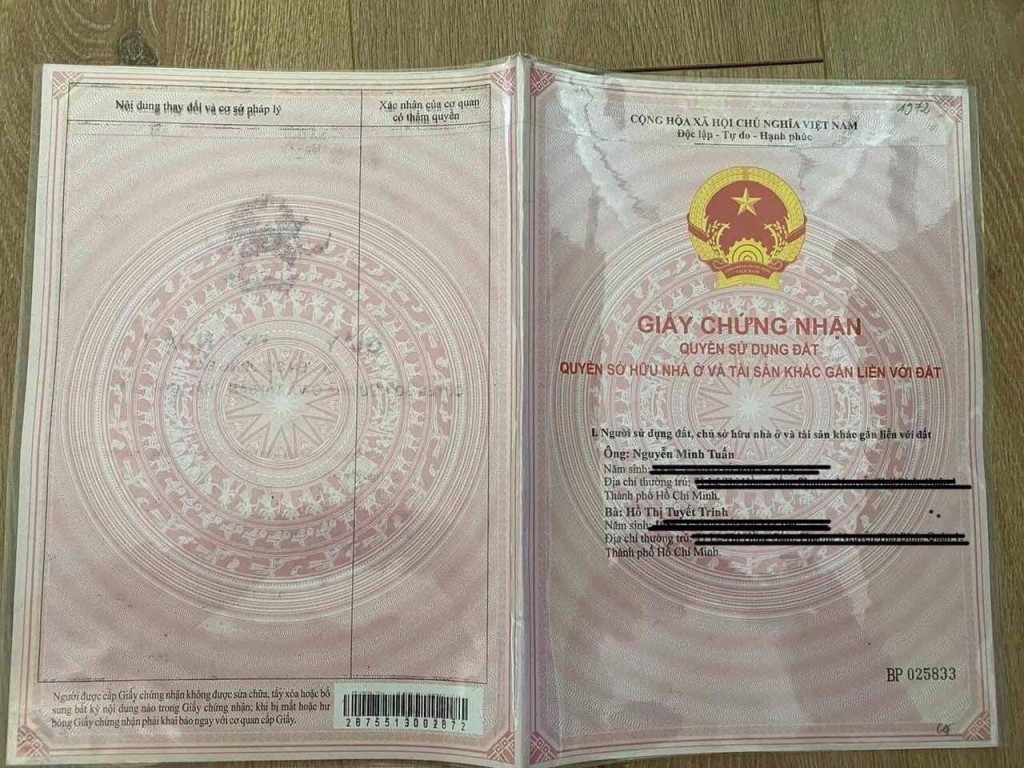 Nội dung thay đổi và cơ sở pháp lý
Xác nhận của cơ quan
có thẩm quyền
Người được cấp Giấy chứng nhận không được sửa chữa, tẩy xóa hoặc bổ
sung bất kỳ nội dung nào trong Giấy chứng nhận; khi bị mất hoặc hư
hỏng Giấy chứng nhận phải khai báo ngay với cơ quan cấp Giấy.
2875513002872
1972
CỘNG HÒA XÃ HỘI CHỦ NGHĨA VIỆT NAM
Độc lập - Tự do - Hạnh phúc
VIỆT NAM
GIẤY CHỨNG NHẬN
QUYỀN SỬ DỤNG ĐẤT
QUYỀN SỞ HỮU NHÀ Ở VÀ TÀI SẢN KHÁC GẮN LIỀN VỚI ĐẤT
I. Người sử dụng đất, chủ sở hữu nhà ở và tài sản khác gắn liền với đất
Ông: Nguyễn Minh Tuấn
Năm sinh:
Địa chỉ thường trú:
Thành phố Hồ Chí Minh.
Bà: Hồ Thị Tuyết Trinh
Năm sinh:
Địa chỉ thường trú:
Thành phố Hồ Chí Minh.
BP 025833